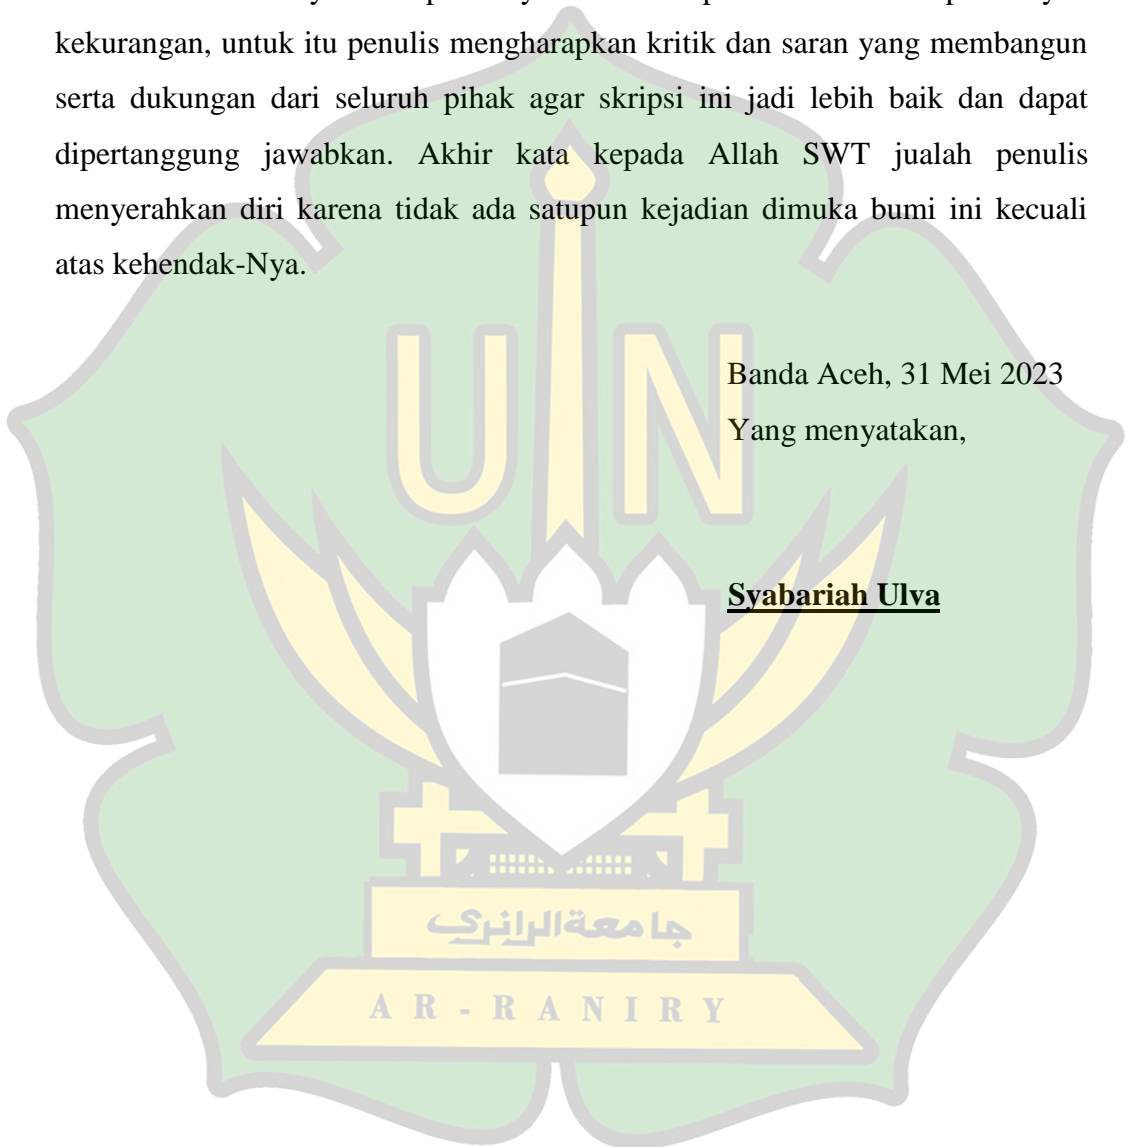 kekurangan, untuk itu penulis mengharapkan kritik dan saran yang membangun
serta dukungan dari seluruh pihak agar skripsi ini jadi lebih baik dan dapat
dipertanggung jawabkan. Akhir kata kepada Allah SWT jualah penulis
menyerahkan diri karena tidak ada satupun kejadian dimuka bumi ini kecuali
atas kehendak-Nya.
Banda Aceh, 31 Mei 2023
Yang menyatakan,
UIN
Syabariah Ulva
جامعة الرانري
AR-RANIRY